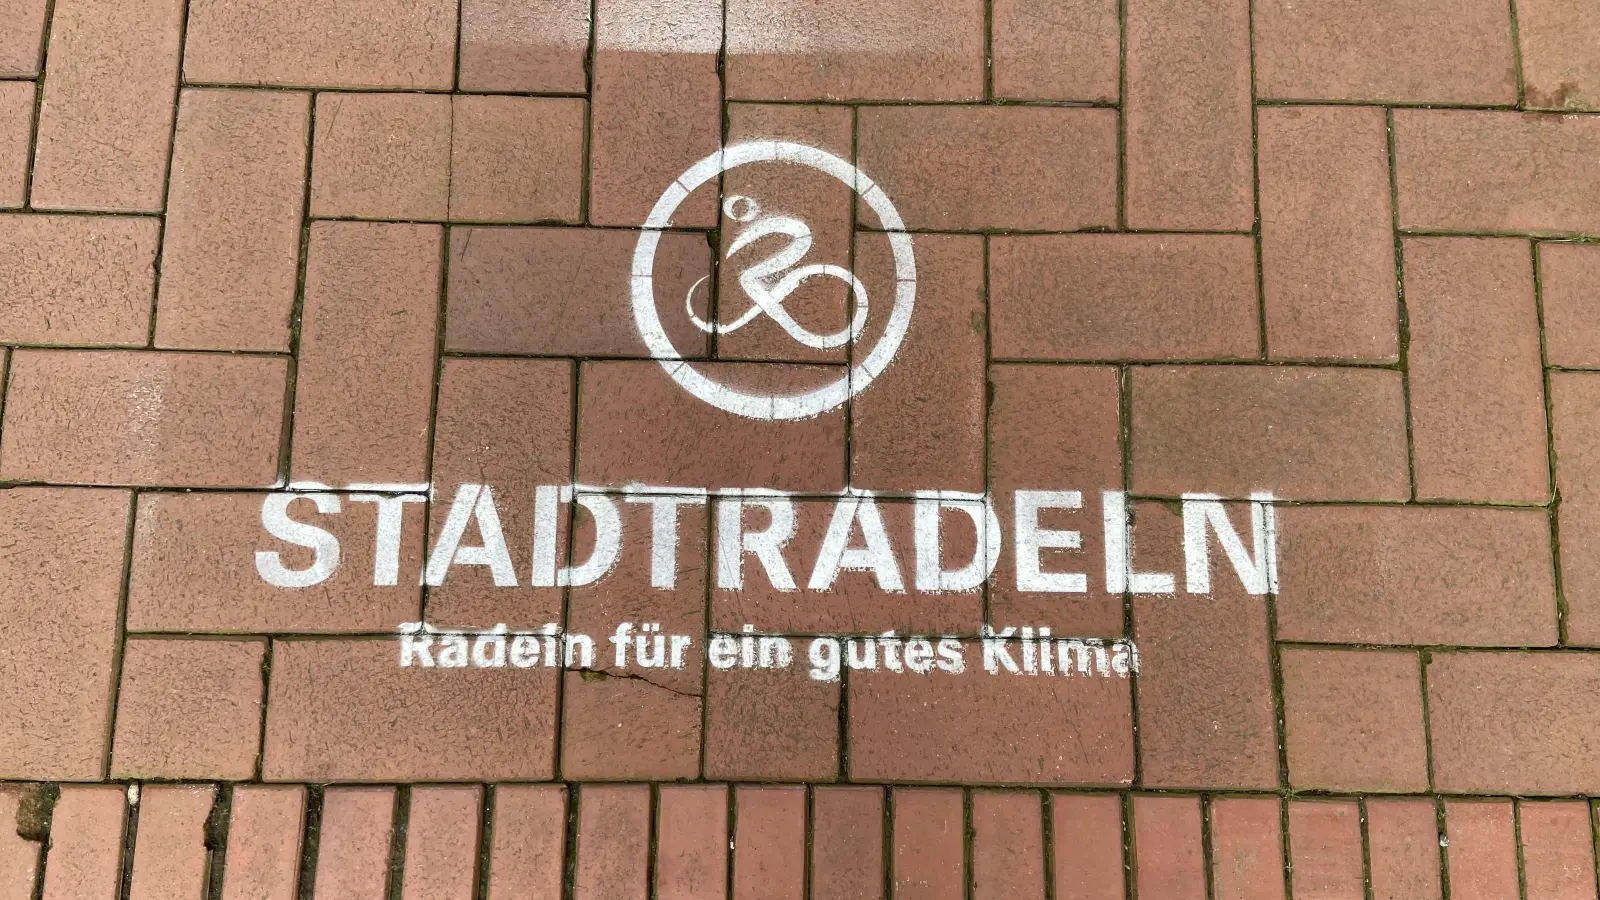 STADTRADELN
Radeln für ein gutes Klima